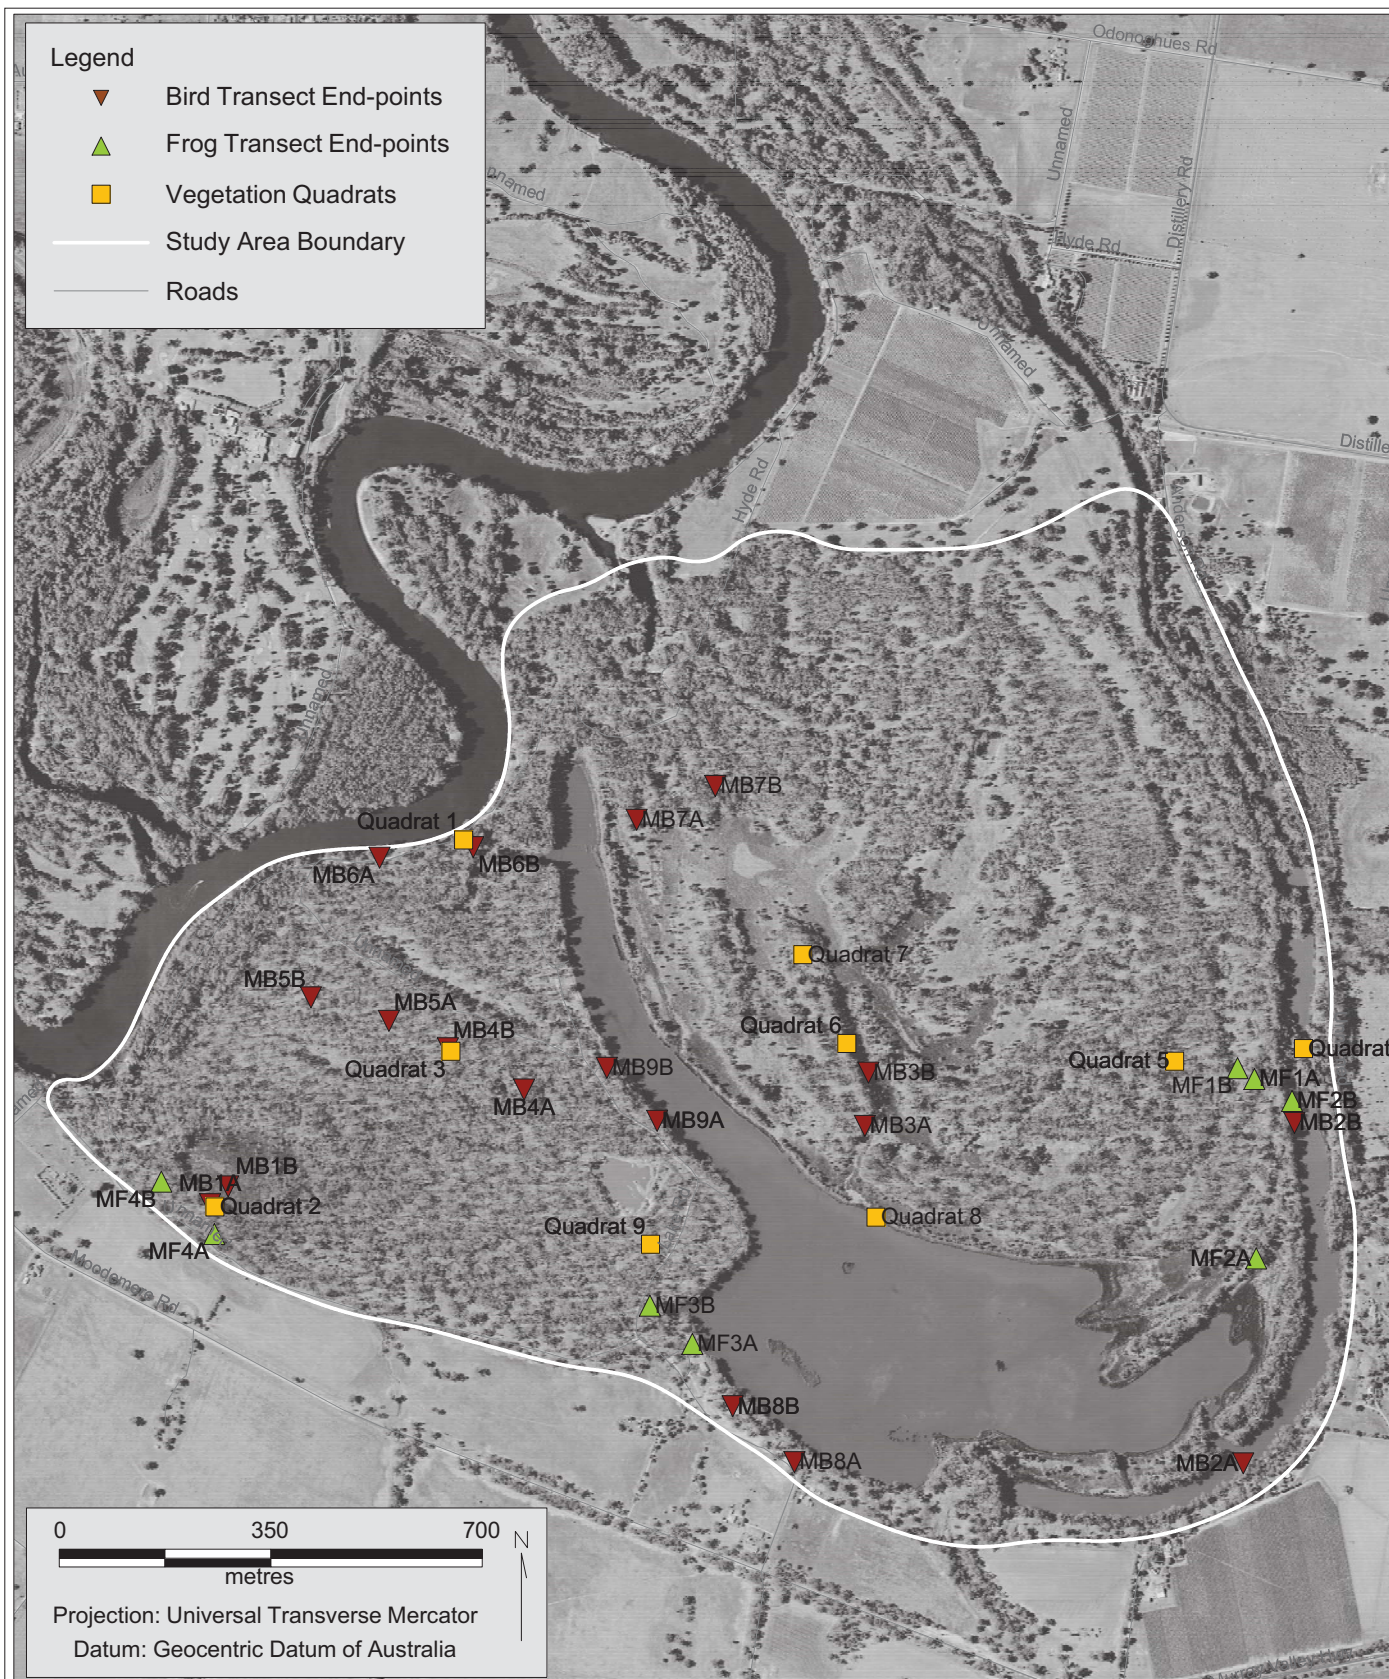 Legend
Bird Transect End-points
Frog Transect End-points
Vegetation Quadrats
Study Area Boundary
Roads
Odonoghues Rd
Unnamed
Distillery Rd
Hyde Rd
Unnamed
Distille
Hyde Rd
Unnamed
MB7B
MB7A
Quadrat 1
MB6A
MB6B
Quadrat 7
MB5B
MB5A
MB4B
Quadrat 3
Quadrat 6
MB3B
MB4A
MB9B
MB9A
MB3A
Quadrat 5
Quadrat
MF1B
MF1A
MF2B
MB2B
MB1B
MB1A
MF4B
Quadrat 2
MF4A
Quadrat 8
Quadrat 9
MF2A
Moodemere Rd
MF3B
MF3A
MB8B
MB8A
MB2A
0 350 700
metres
N
Projection: Universal Transverse Mercator
Datum: Geocentric Datum of Australia